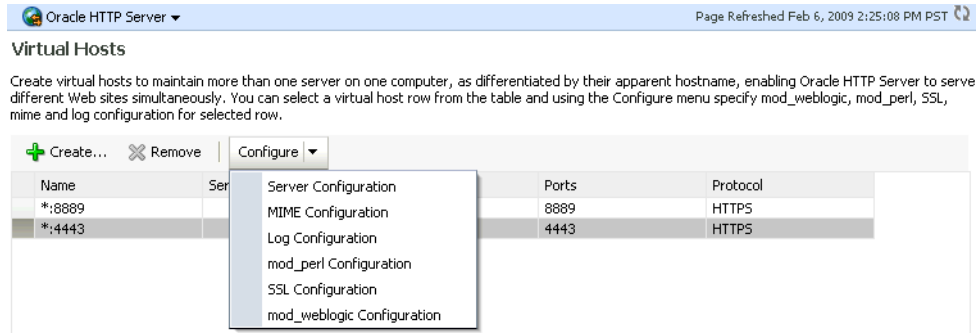 Oracle HTTP Server Page Refreshed Feb 6, 2009 2:25:08 PM PST
Virtual Hosts
Create virtual hosts to maintain more than one server on one computer, as differentiated by their apparent hostname, enabling Oracle HTTP Server to serve
different Web sites simultaneously. You can select a virtual host row from the table and using the Configure menu specify mod_weblogic, mod_perl, SSL,
mime and log configuration for selected row.
Create... Remove Configure
Name Ser Ports Protocol
*:8889 8889 HTTPS
*:4443 4443 HTTPS
Server Configuration
MIME Configuration
Log Configuration
mod_perl Configuration
SSL Configuration
mod_weblogic Configuration